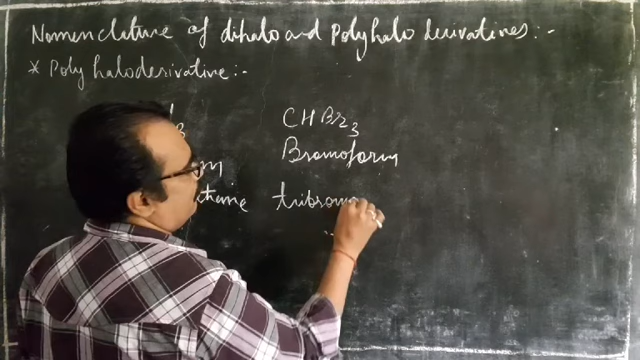 Nomenclature of dihalo and Polyhalo derivatives:-
* Poly haloderivative:-
CHBr3
Bromoform
tribromo